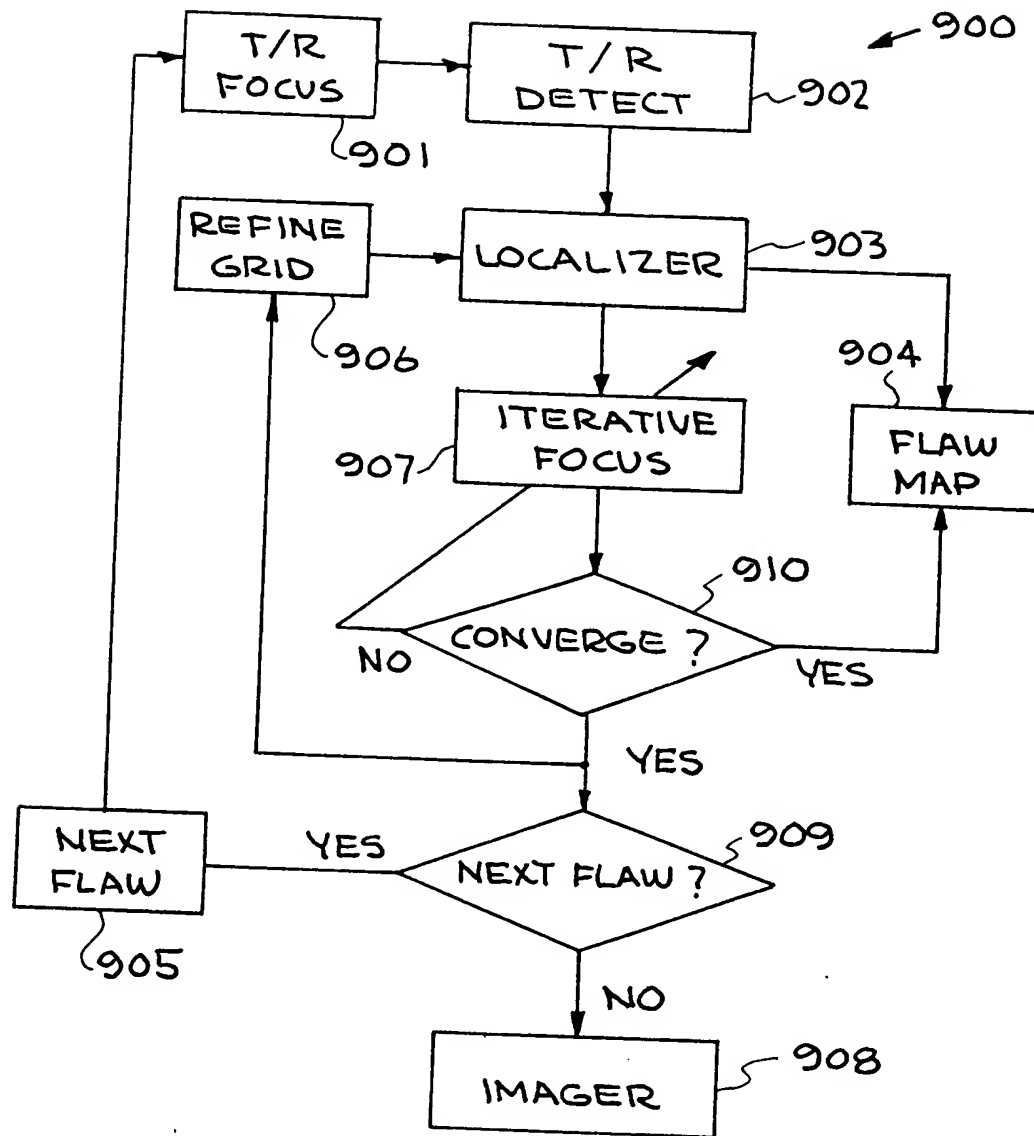 900
T/R
FOCUS
901
T/R
DETECT
902
REFINE
GRID
906
LOCALIZER
903
904
FLAW
MAP
ITERATIVE
FOCUS
907
910
CONVERGE ?
NO
YES
YES
NEXT
FLAW
905
YES
909
NEXT FLAW ?
NO
IMAGER
908